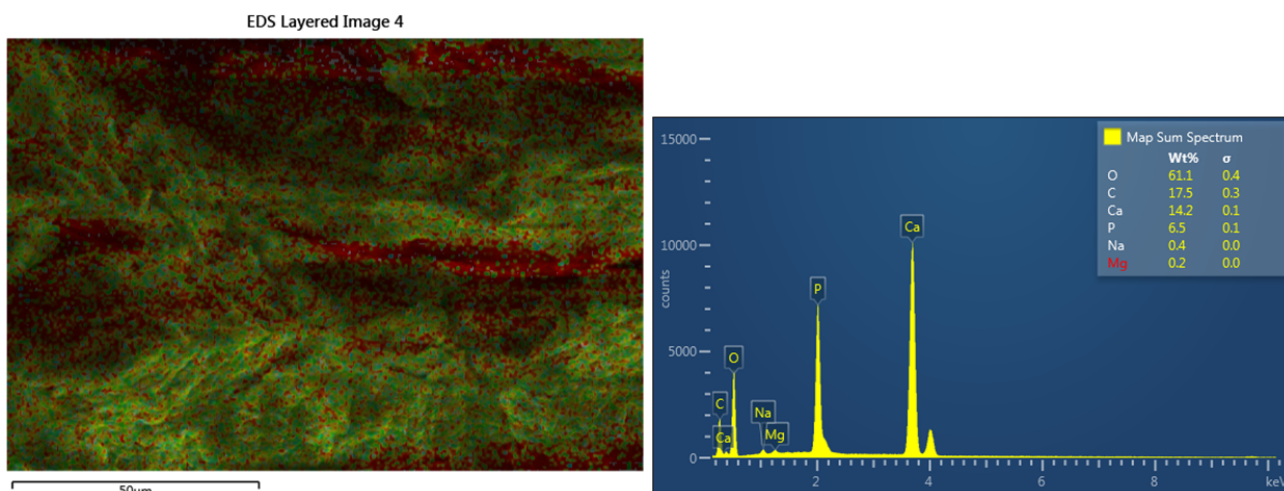 EDS Layered Image 4
50μm
15000
10000
5000
0
counts
Ca
P
O
C
Ca
Na
Mg
2
4
6
8
keV
Map Sum Spectrum
Wt% σ
O 61.1 0.4
C 17.5 0.3
Ca 14.2 0.1
P 6.5 0.1
Na 0.4 0.0
Mg 0.2 0.0